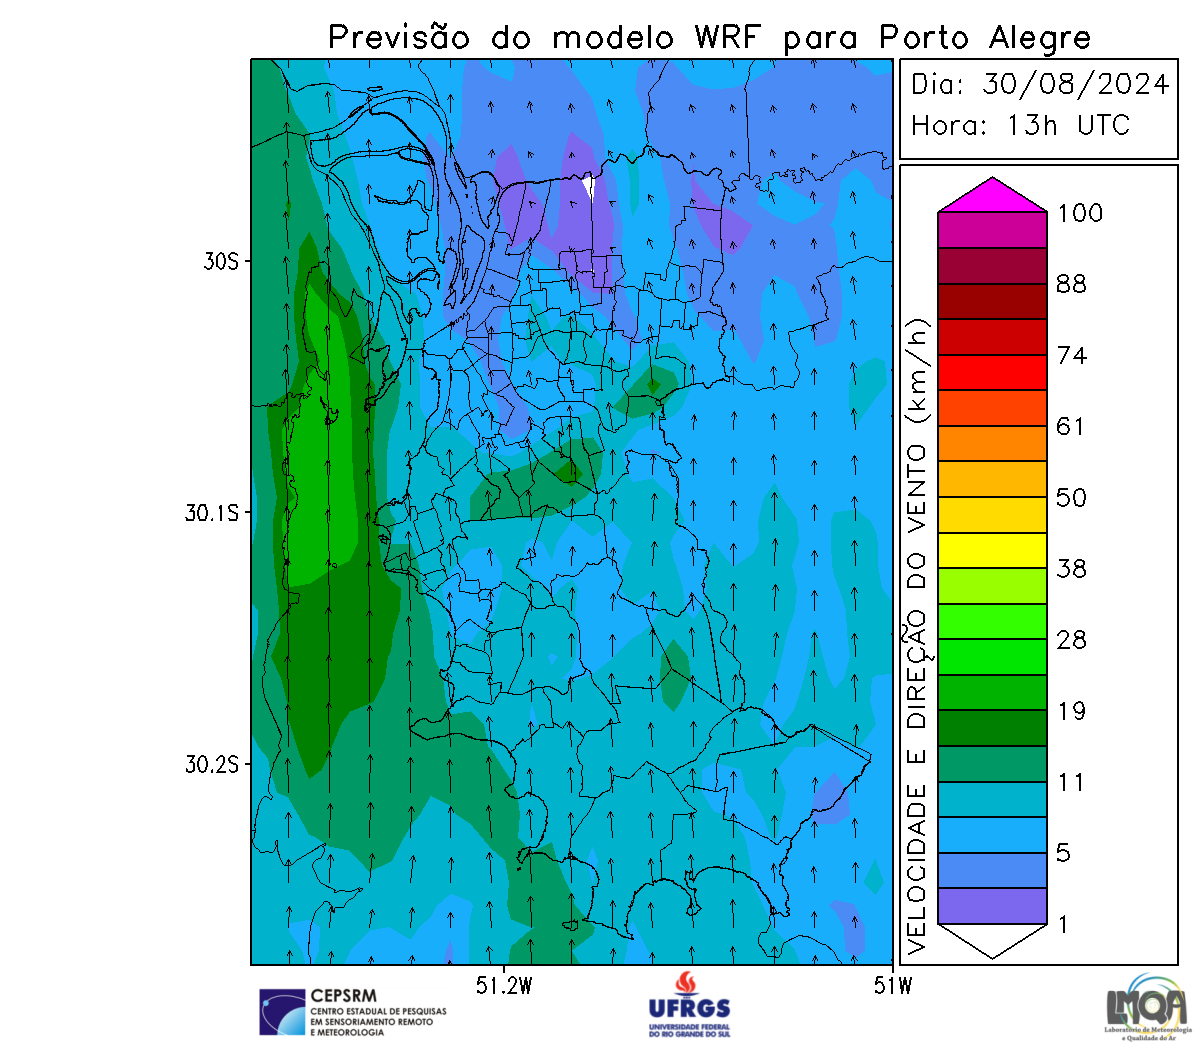 Previsão do modelo WRF para Porto Alegre
Dia: 30/08/2024
Hora: 13h UTC
30S
30.1S
30.2S
51.2W
51W
VELOCIDADE E DIREÇÃO DO VENTO (km/h)
100
88
74
61
50
38
28
19
11
5
1
CEPSRM
CENTRO ESTADUAL DE PESQUISAS
EM SENSORIAMENTO REMOTO
E METEOROLOGIA
UFRGS
UNIVERSIDADE FEDERAL
DO RIO GRANDE DO SUL
LMQA
Laboratório de Meteorologia
e Qualidade do Ar